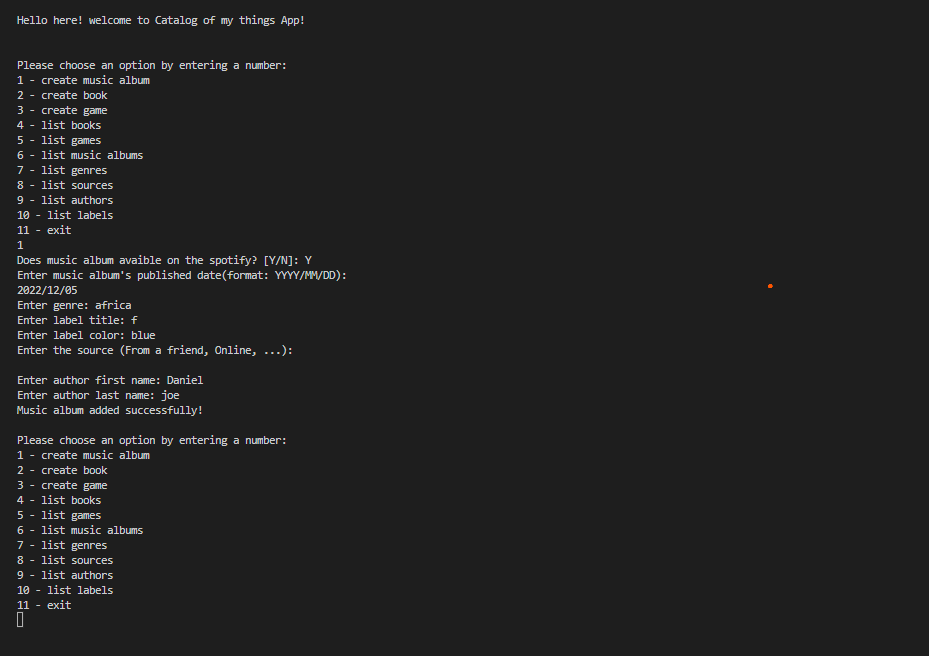 Hello here! welcome to Catalog of my things App!
Please choose an option by entering a number:
1 - create music album
2 - create book
3 - create game
4 - list books
5 - list games
6 - list music albums
7 - list genres
8 - list sources
9 - list authors
10 - list labels
11 - exit
1
Does music album avaible on the spotify? [Y/N]: Y
Enter music album's published date(format: YYYY/MM/DD):
2022/12/05
Enter genre: africa
Enter label title: f
Enter label color: blue
Enter the source (From a friend, Online, ...):
Enter author first name: Daniel
Enter author last name: joe
Music album added successfully!
Please choose an option by entering a number:
1 - create music album
2 - create book
3 - create game
4 - list books
5 - list games
6 - list music albums
7 - list genres
8 - list sources
9 - list authors
10 - list labels
11 - exit